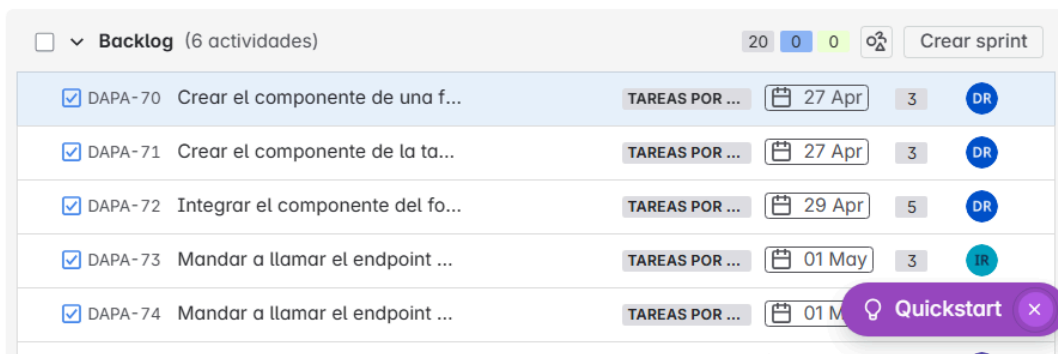 Backlog (6 actividades) 20 0 0 Crear sprint
DAPA-70 Crear el componente de una f... TAREAS POR ... 27 Apr 3 DR
DAPA-71 Crear el componente de la ta... TAREAS POR ... 27 Apr 3 DR
DAPA-72 Integrar el componente del fo... TAREAS POR ... 29 Apr 5 DR
DAPA-73 Mandar a llamar el endpoint ... TAREAS POR ... 01 May 3 IR
DAPA-74 Mandar a llamar el endpoint ... TAREAS POR ... 01 M
Quickstart